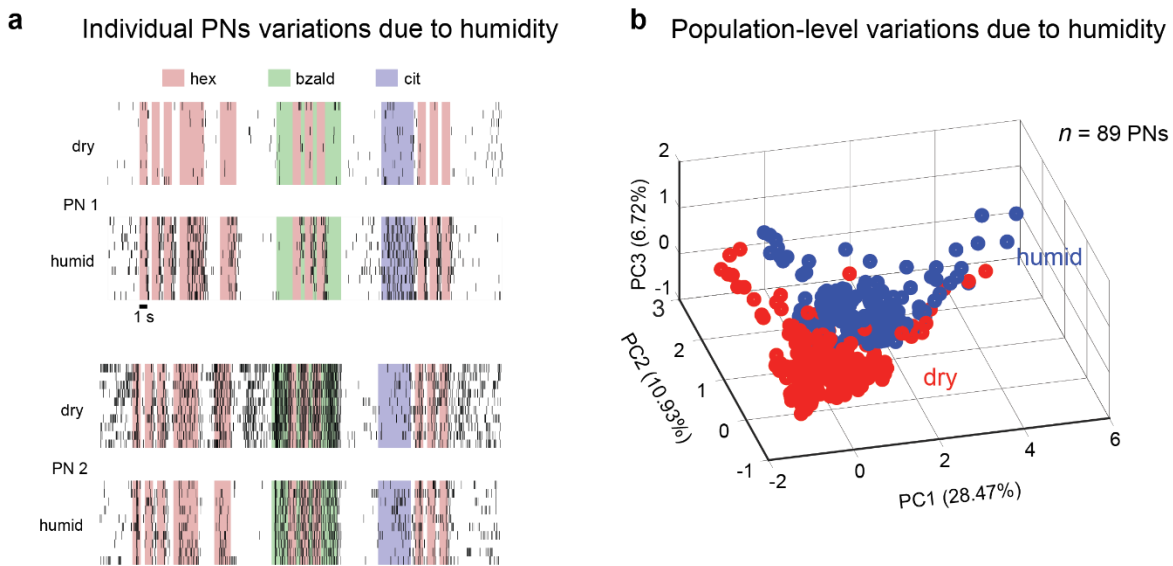 a
Individual PNs variations due to humidity
hex
bzald
cit
dry
PN 1
humid
1 s
dry
PN 2
humid
b
Population-level variations due to humidity
n = 89 PNs
2
1
0
-1
PC3 (6.72%)
3
2
1
0
-1
PC2 (10.93%)
-2
0
2
4
6
PC1 (28.47%)
humid
dry